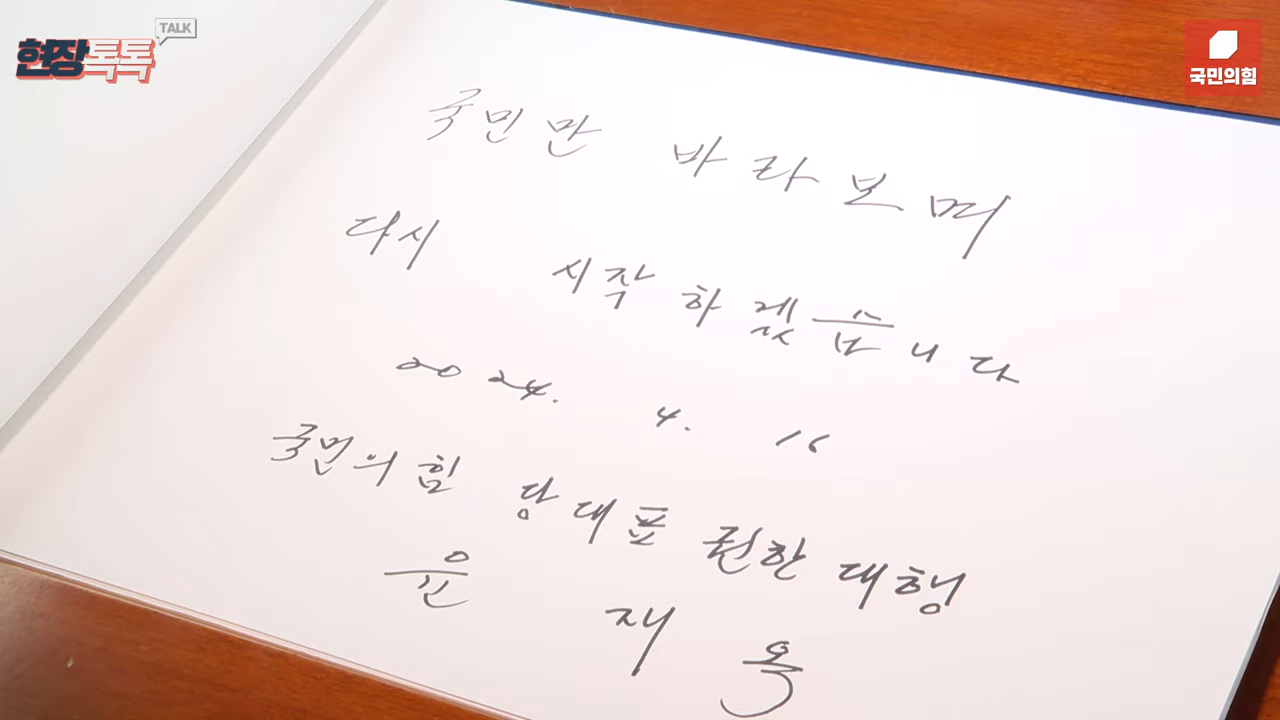 현장톡톡 TALK
국민의힘
국민만 바라보며
다시 시작 하겠습니다
2024. 4. 16
국민의힘 당대표 권한대행
윤재옥